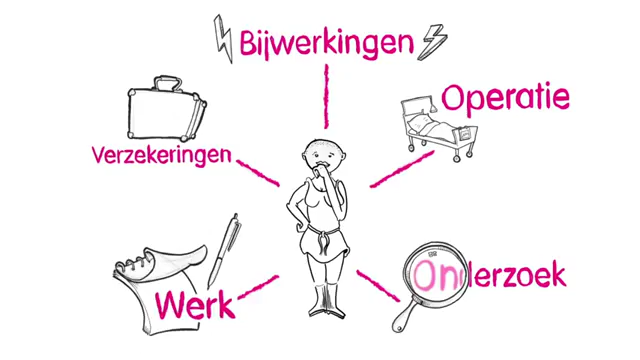 Bijwerkingen
Operatie
Verzekeringen
Werk
Onderzoek